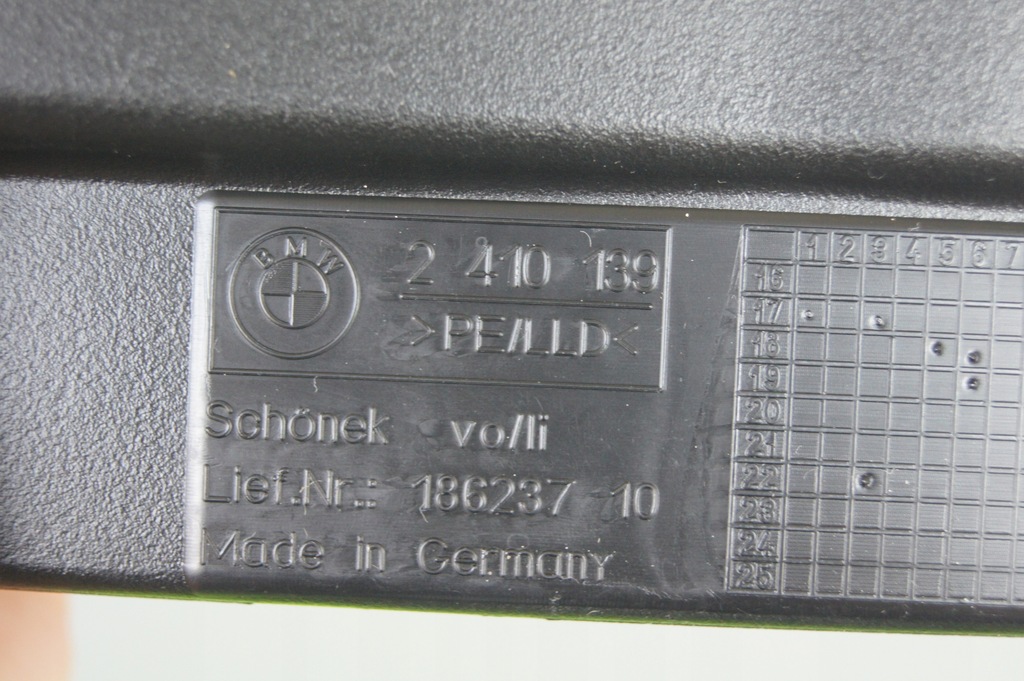 BMW
2 410 139
>PE/LLD<
Schönek vo/li
Lief.Nr.: 186237 10
Made in Germany
1 2 3 4 5 6 7
16
17
18
19
20
21
22
23
24
25